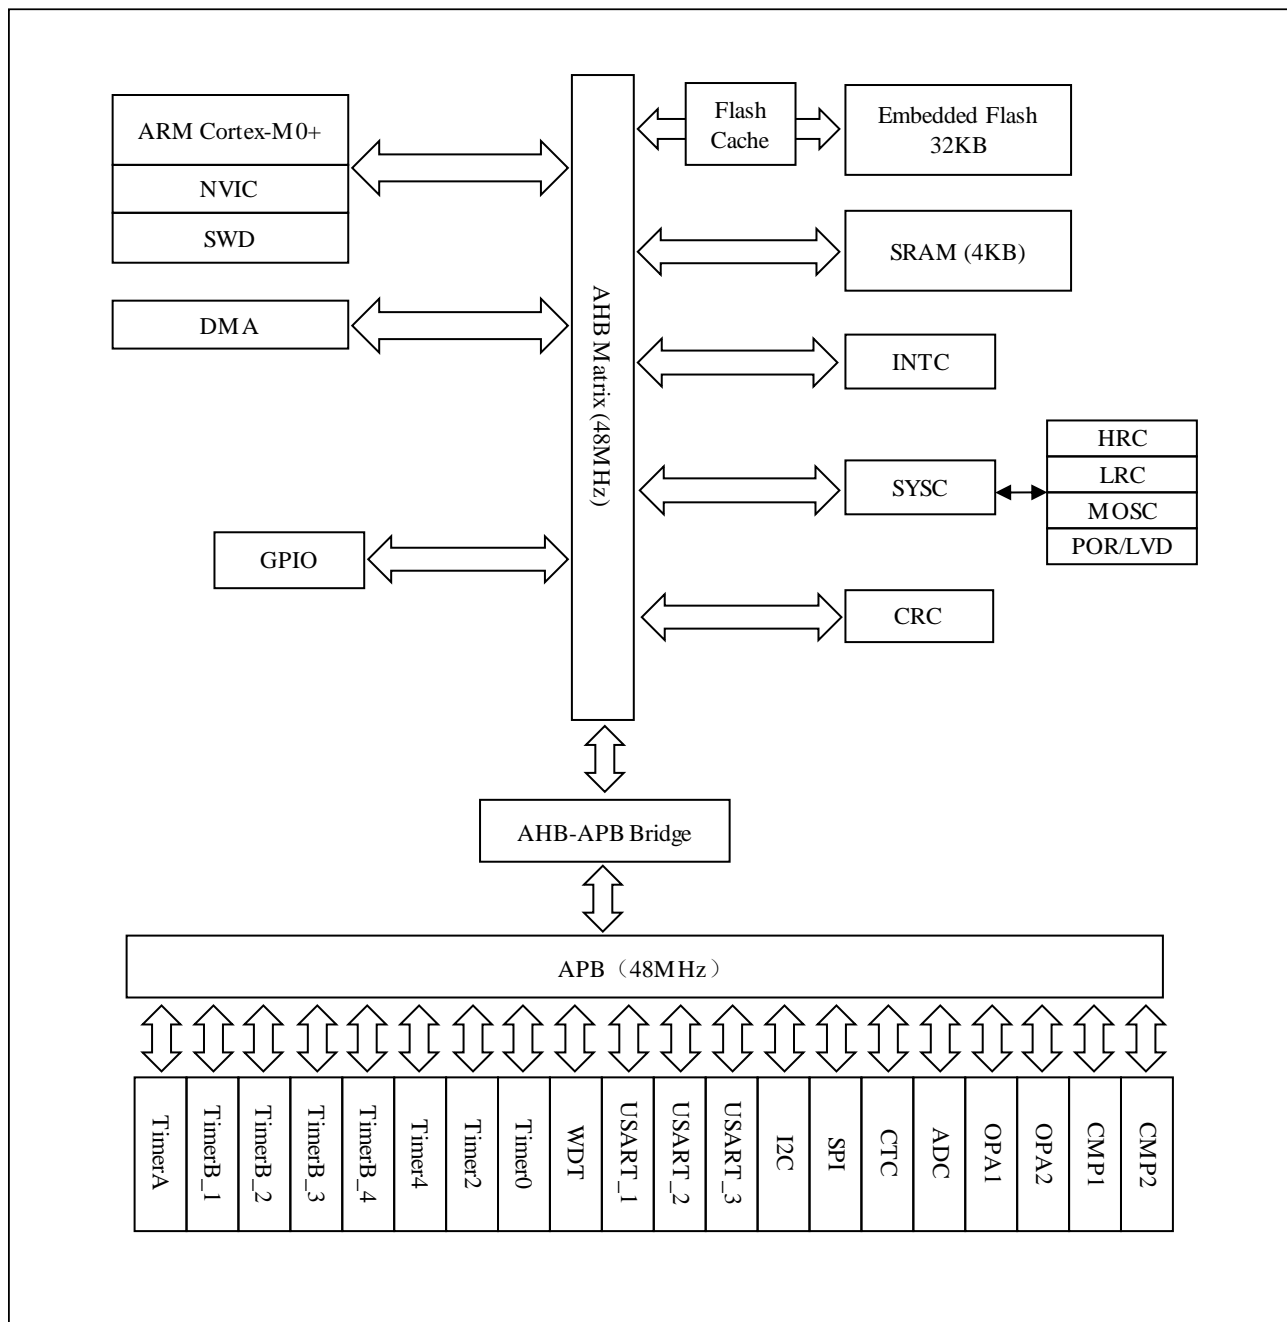 ARM Cortex-M0+
NVIC
SWD
DMA
GPIO
AHB Matrix (48MHz)
Flash
Cache
Embedded Flash
32KB
SRAM (4KB)
INTC
SYSC
HRC
LRC
MOSC
POR/LVD
CRC
AHB-APB Bridge
APB（48MHz）
TimerA
TimerB_1
TimerB_2
TimerB_3
TimerB_4
Timer4
Timer2
Timer0
WDT
USART_1
USART_2
USART_3
I2C
SPI
CTC
ADC
OPA1
OPA2
CMP1
CMP2